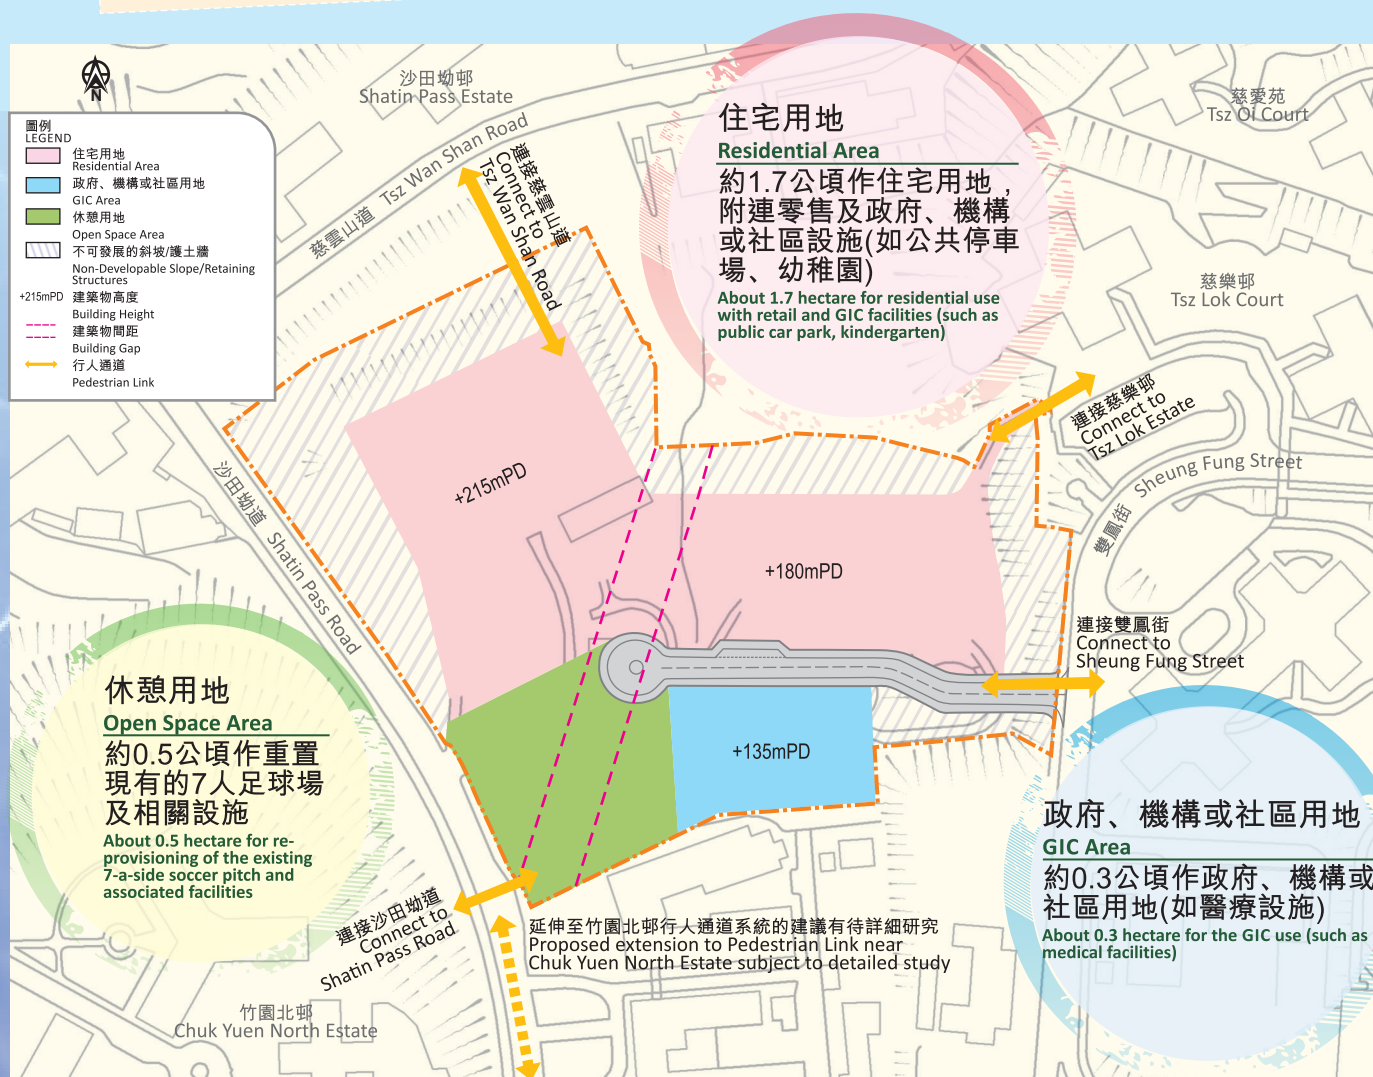 N
圖例
LEGEND
住宅用地
Residential Area
政府、機構或社區用地
GIC Area
休憩用地
Open Space Area
不可發展的斜坡/護土牆
Non-Developable Slope/Retaining
Structures
+215mPD 建築物高度
Building Height
建築物間距
Building Gap
行人通道
Pedestrian Link
沙田坳邨
Shatin Pass Estate
慈雲山道 Tsz Wan Shan Road
連接慈雲山道
Connect to
Tsz Wan Shan Road
住宅用地
Residential Area
約1.7公頃作住宅用地，
附連零售及政府、機構
或社區設施(如公共停車
場、幼稚園)
About 1.7 hectare for residential use
with retail and GIC facilities (such as
public car park, kindergarten)
慈愛苑
Tsz Oi Court
慈樂邨
Tsz Lok Court
連接慈樂邨
Connect to
Tsz Lok Estate
雙鳳街 Sheung Fung Street
沙田坳道 Shatin Pass Road
+215mPD
+180mPD
+135mPD
連接雙鳳街
Connect to
Sheung Fung Street
休憩用地
Open Space Area
約0.5公頃作重置
現有的7人足球場
及相關設施
About 0.5 hectare for re-
provisioning of the existing
7-a-side soccer pitch and
associated facilities
政府、機構或社區用地
GIC Area
約0.3公頃作政府、機構或
社區用地(如醫療設施)
About 0.3 hectare for the GIC use (such as
medical facilities)
連接沙田坳道
Connect to
Shatin Pass Road
延伸至竹園北邨行人通道系統的建議有待詳細研究
Proposed extension to Pedestrian Link near
Chuk Yuen North Estate subject to detailed study
竹園北邨
Chuk Yuen North Estate